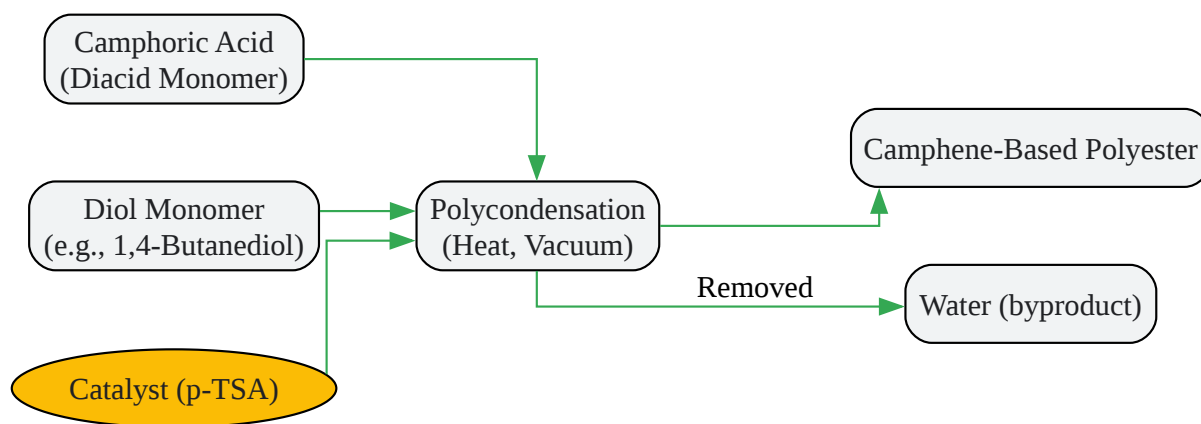 Camphoric Acid
(Diacid Monomer)
Camphene-Based Polyester
Diol Monomer
(e.g., 1,4-Butanediol)
Polycondensation
(Heat, Vacuum)
Removed
Water (byproduct)
Catalyst (p-TSA)